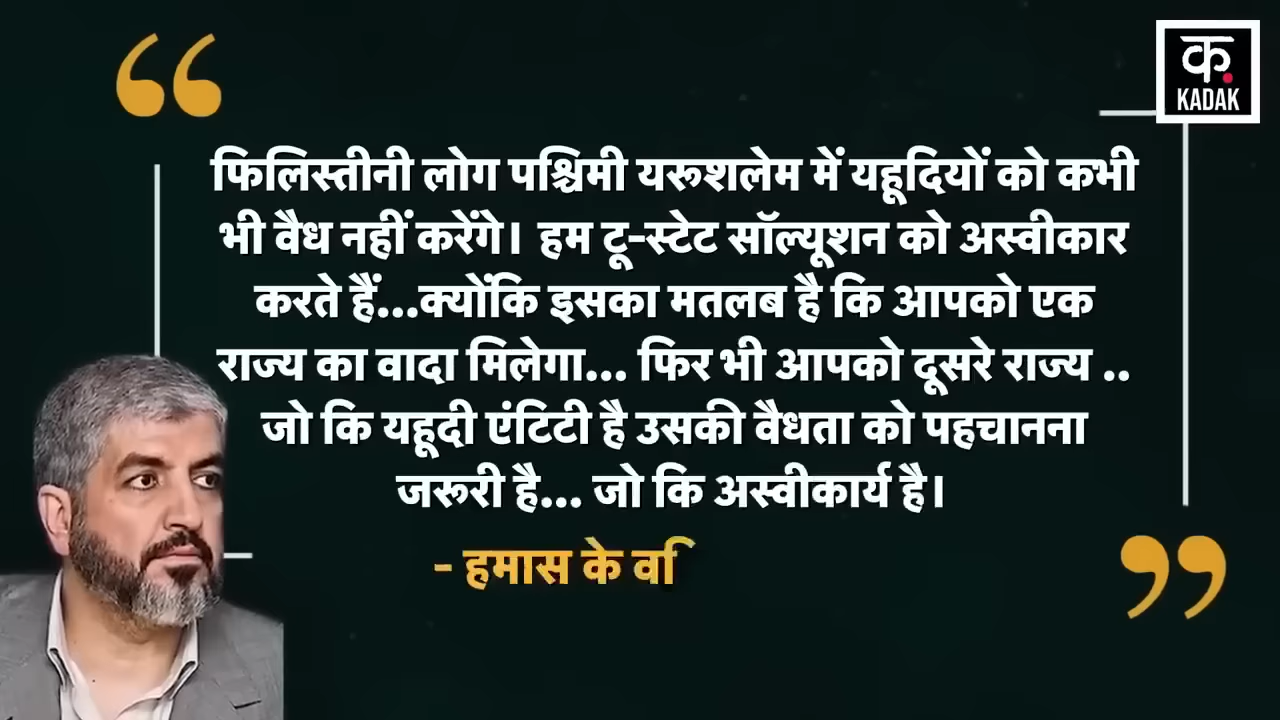 क.
KADAK
फिलिस्तीनी लोग पश्चिमी यरूशलेम में यहूदियों को कभी
भी वैध नहीं करेंगे। हम टू-स्टेट सॉल्यूशन को अस्वीकार
करते हैं...क्योंकि इसका मतलब है कि आपको एक
राज्य का वादा मिलेगा... फिर भी आपको दूसरे राज्य ..
जो कि यहूदी एंटिटी है उसकी वैधता को पहचानना
जरूरी है... जो कि अस्वीकार्य है।
- हमास के